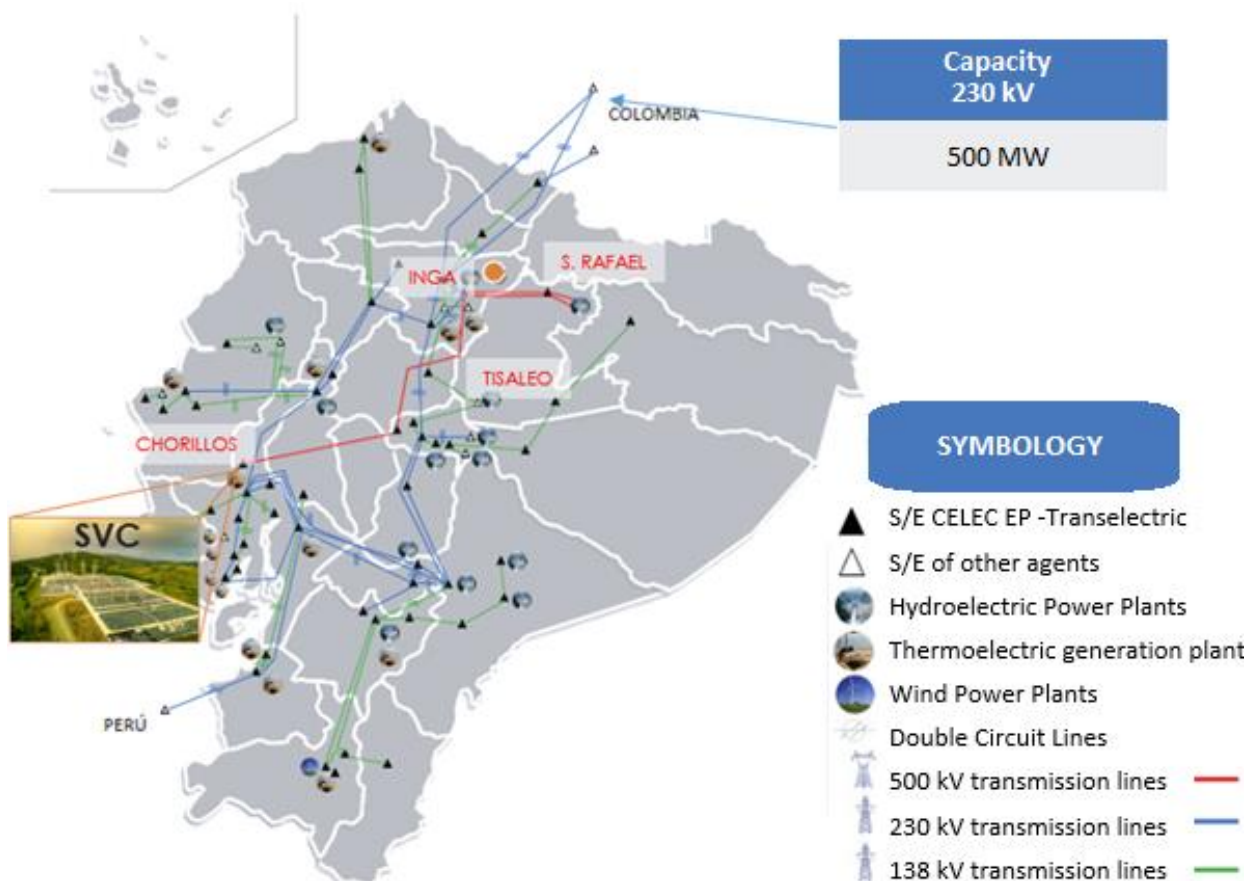 Capacity
230 kV
500 MW
COLOMBIA
S. RAFAEL
INGA
TISALEO
CHORILLOS
SVC
PERÚ
SYMBOLOGY
S/E CELEC EP -Transelectric
S/E of other agents
Hydroelectric Power Plants
Thermoelectric generation plant
Wind Power Plants
Double Circuit Lines
500 kV transmission lines
230 kV transmission lines
138 kV transmission lines